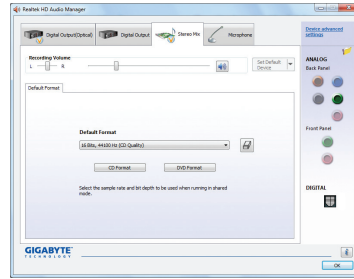 Realtek HD Audio Manager
Digital Output(Optical)
Digital Output
Stereo Mix
Microphone
Device advanced
settings
Recording Volume
L
R
Set Default
Device
ANALOG
Back Panel
Default Format
Default Format
16 Bits, 44100 Hz (CD Quality)
CD Format
DVD Format
Select the sample rate and bit depth to be used when running in shared
mode.
Front Panel
DIGITAL
GIGABYTE
TECHNOLOGY
i
OK